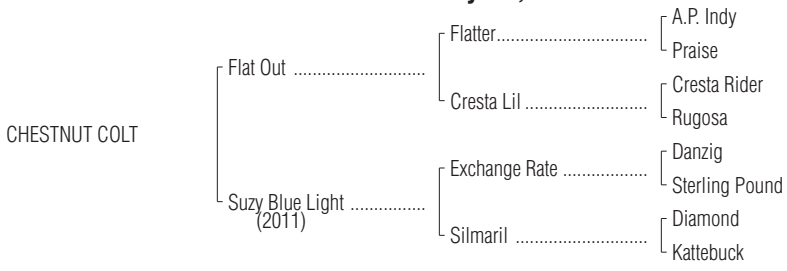 A.P. Indy
Flatter
Praise
Flat Out
Cresta Rider
Cresta Lil
Rugosa
CHESTNUT COLT
Danzig
Exchange Rate
Sterling Pound
Suzy Blue Light
(2011)
Diamond
Silmaril
Kattebuck